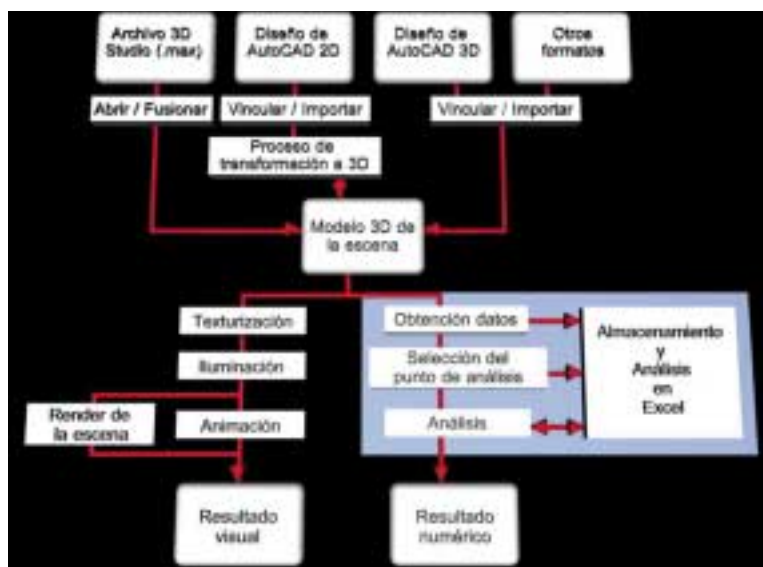 Archivo 3D
Studio (.max)
Diseño de
AutoCAD 2D
Diseño de
AutoCAD 3D
Otros
formatos
Abrir / Fusionar
Vincular / Importar
Vincular / Importar
Proceso de
transformación a 3D
Modelo 3D de
la escena
Texturización
Iluminación
Render de
la escena
Animación
Obtención datos
Selección del
punto de análisis
Análisis
Almacenamiento
y
Análisis
en
Excel
Resultado
visual
Resultado
numérico